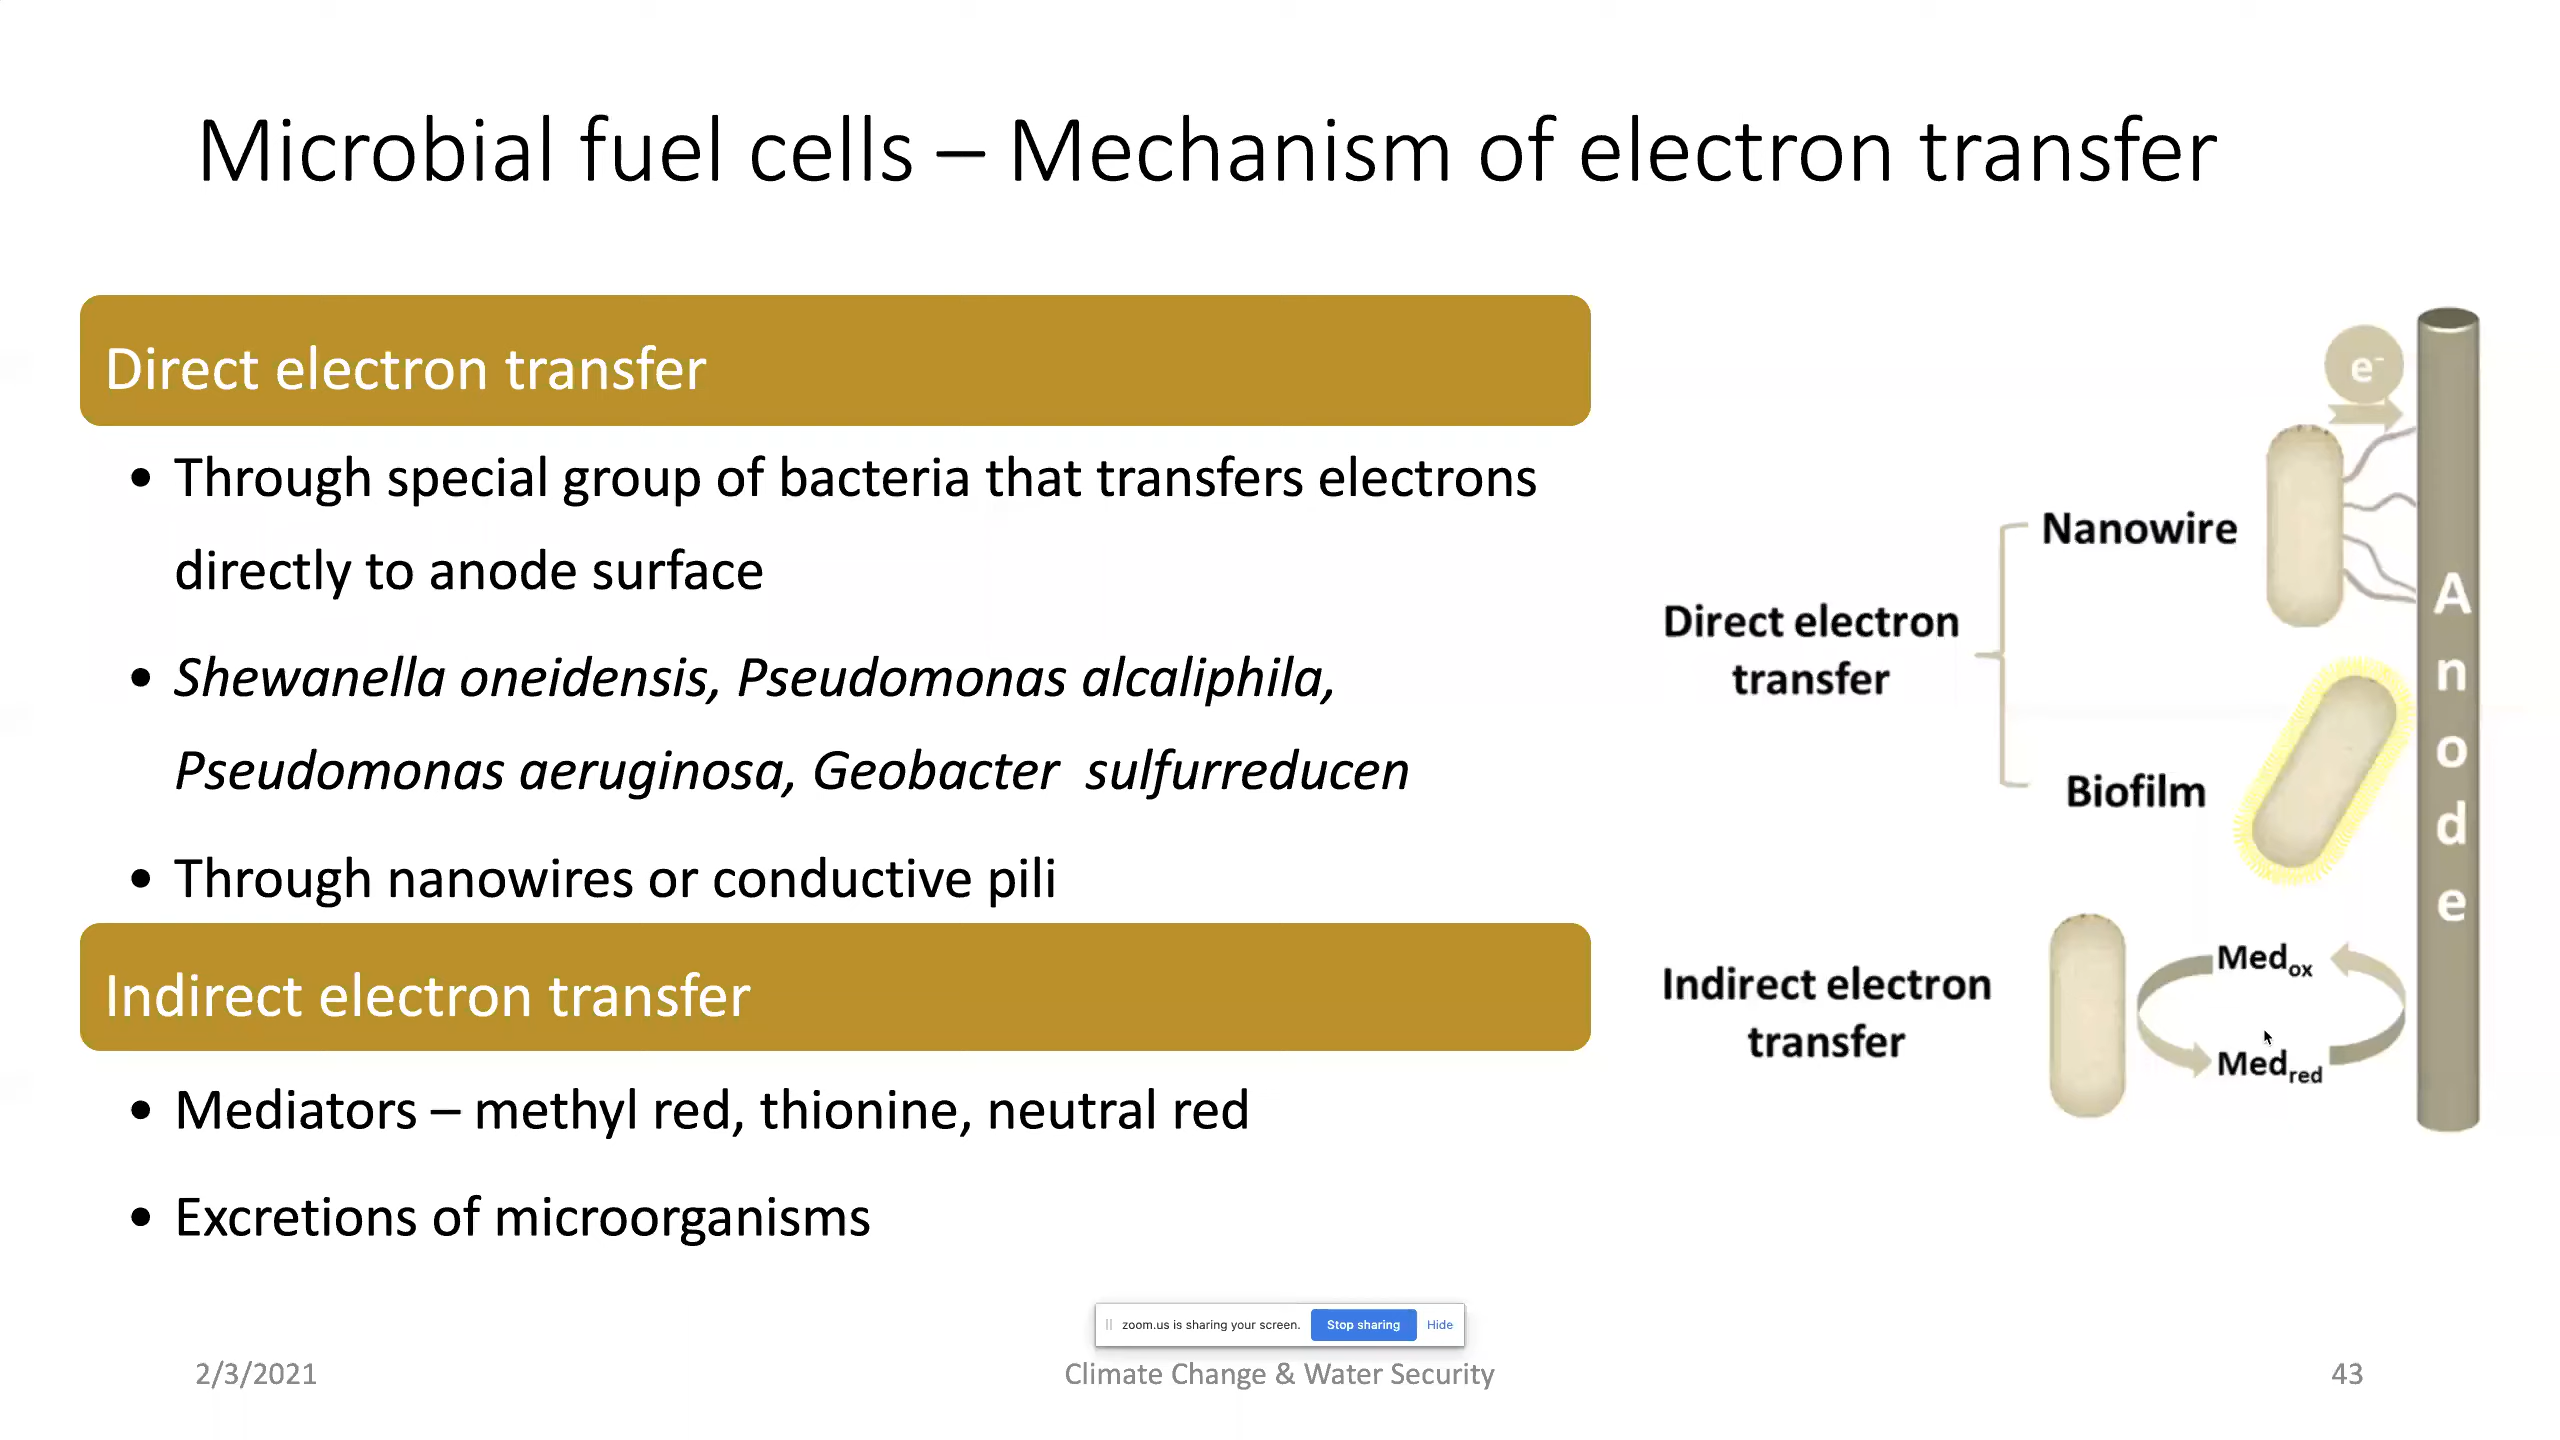 Microbial fuel cells – Mechanism of electron transfer
Direct electron transfer
• Through special group of bacteria that transfers electrons
directly to anode surface
• Shewanella oneidensis, Pseudomonas alcaliphila,
Pseudomonas aeruginosa, Geobacter sulfurreducen
• Through nanowires or conductive pili
Indirect electron transfer
• Mediators – methyl red, thionine, neutral red
• Excretions of microorganisms
e⁻
Nanowire
Direct electron
transfer
Biofilm
Anode
Indirect electron
transfer
Medox
Medred
zoom.us is sharing your screen. Stop sharing Hide
2/3/2021 Climate Change & Water Security 43